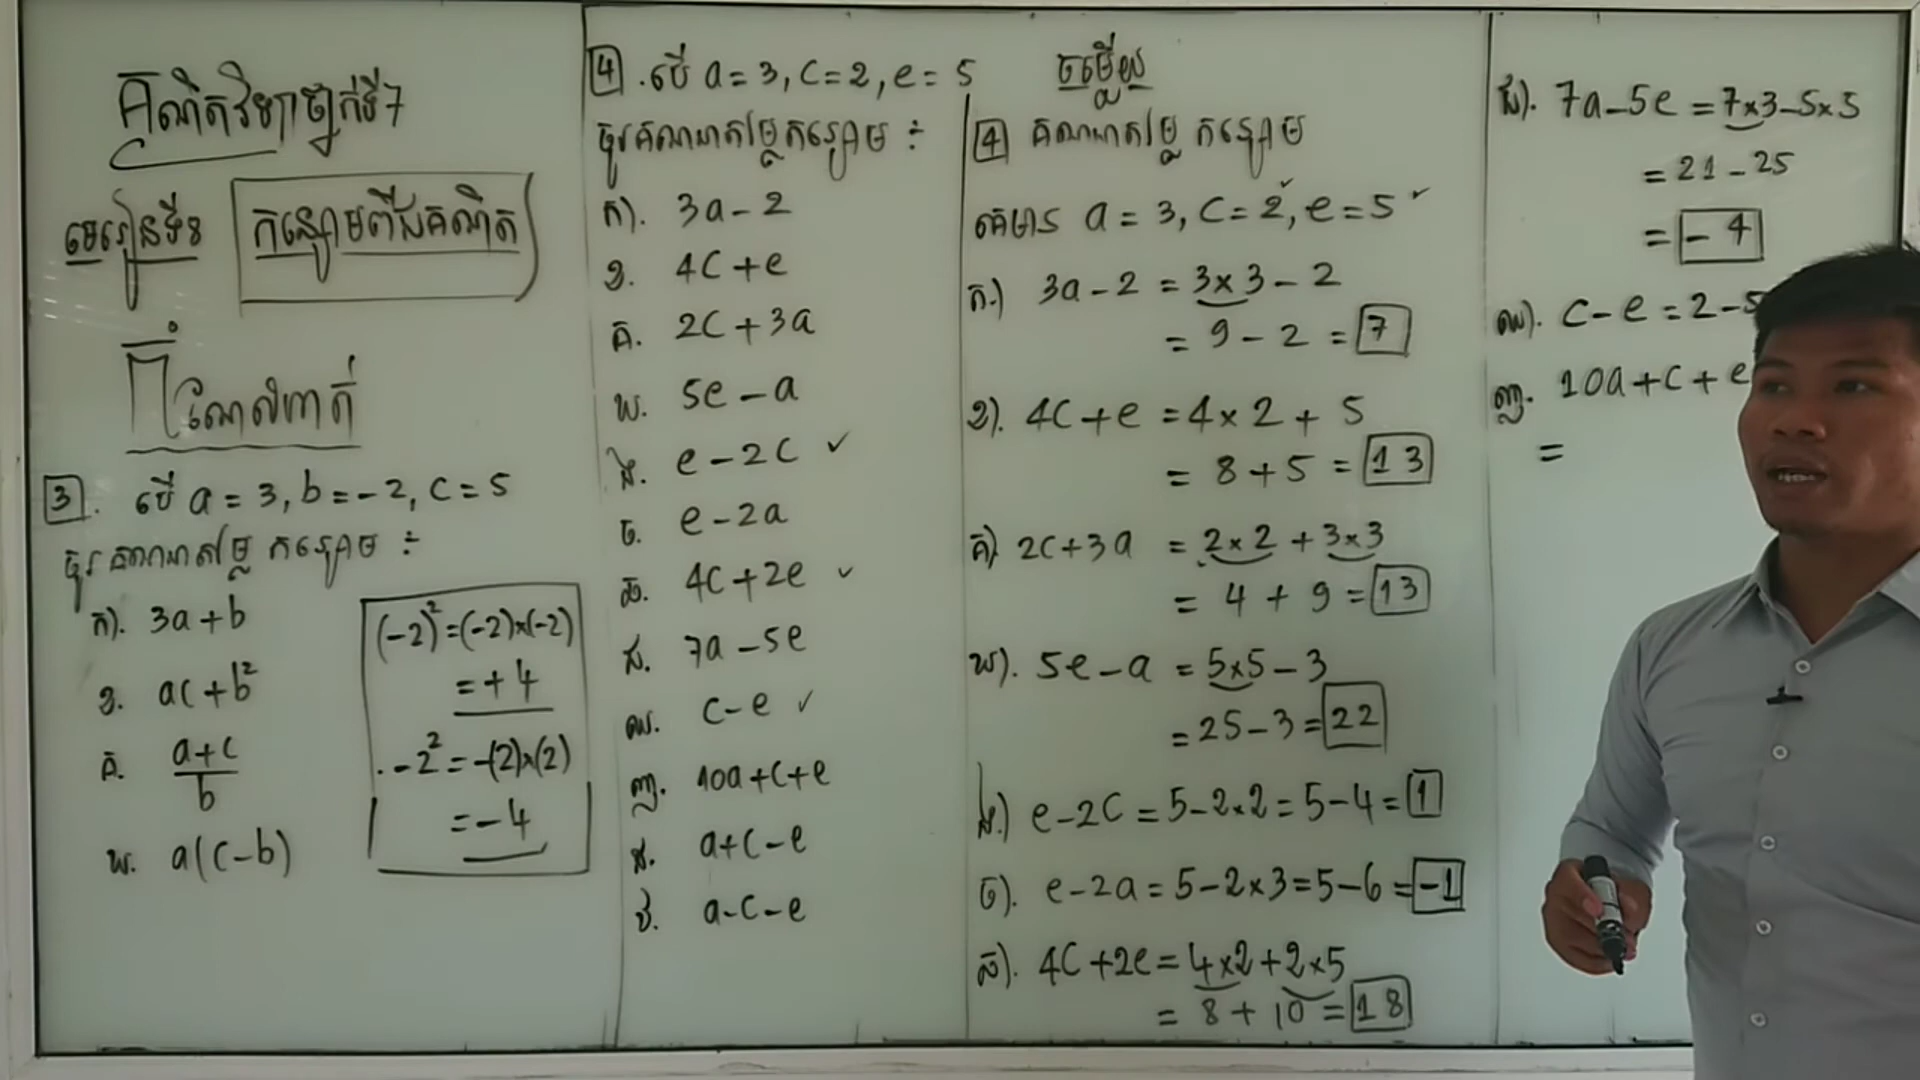 គណិតវិទ្យាថ្នាក់ទី7
មេរៀនទី8 កន្សោមពីជគណិត
លំហាត់
3. បើ a = 3, b = -2, c = 5
ចូរគណនាតម្លៃកន្សោម ÷
ក). 3a + b
ខ. ac + b²
គ. (a+c)/b
ឃ. a(c-b)
(-2)² = (-2)×(-2)
= +4
. -2² = -(2)×(2)
= -4
4. បើ a = 3, c = 2, e = 5
ចូរគណនាតម្លៃកន្សោម ÷
ក). 3a - 2
ខ. 4c + e
គ. 2c + 3a
ឃ. 5e - a
ង. e - 2c ✓
ច. e - 2a
ឆ. 4c + 2e ✓
ជ. 7a - 5e
ឈ. c - e ✓
ញ. 10a + c + e
a + c - e
a - c - e
ចម្លើយ
4 គណនាតម្លៃ កន្សោម
គេមាន a = 3, c = 2, e = 5
ក.) 3a - 2 = 3×3 - 2
= 9 - 2 = 7
ខ). 4c + e = 4×2 + 5
= 8 + 5 = 13
គ) 2c + 3a = 2×2 + 3×3
= 4 + 9 = 13
ឃ). 5e - a = 5×5 - 3
= 25 - 3 = 22
ង.) e - 2c = 5 - 2×2 = 5 - 4 = 1
ច). e - 2a = 5 - 2×3 = 5 - 6 = -1
ឆ). 4c + 2e = 4×2 + 2×5
= 8 + 10 = 18
ជ). 7a - 5e = 7×3 - 5×5
= 21 - 25
= -4
ឈ). c - e = 2 - 5
ញ. 10a + c + e
=